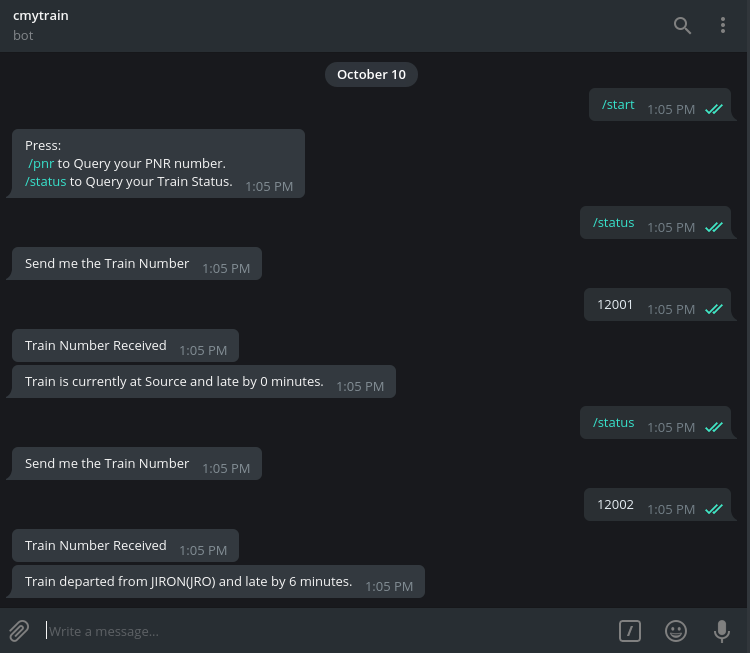 cmytrain
bot
October 10
/start 1:05 PM
Press:
/pnr to Query your PNR number.
/status to Query your Train Status. 1:05 PM
/status 1:05 PM
Send me the Train Number 1:05 PM
12001 1:05 PM
Train Number Received 1:05 PM
Train is currently at Source and late by 0 minutes. 1:05 PM
/status 1:05 PM
Send me the Train Number 1:05 PM
12002 1:05 PM
Train Number Received 1:05 PM
Train departed from JIRON(JRO) and late by 6 minutes. 1:05 PM
Write a message...